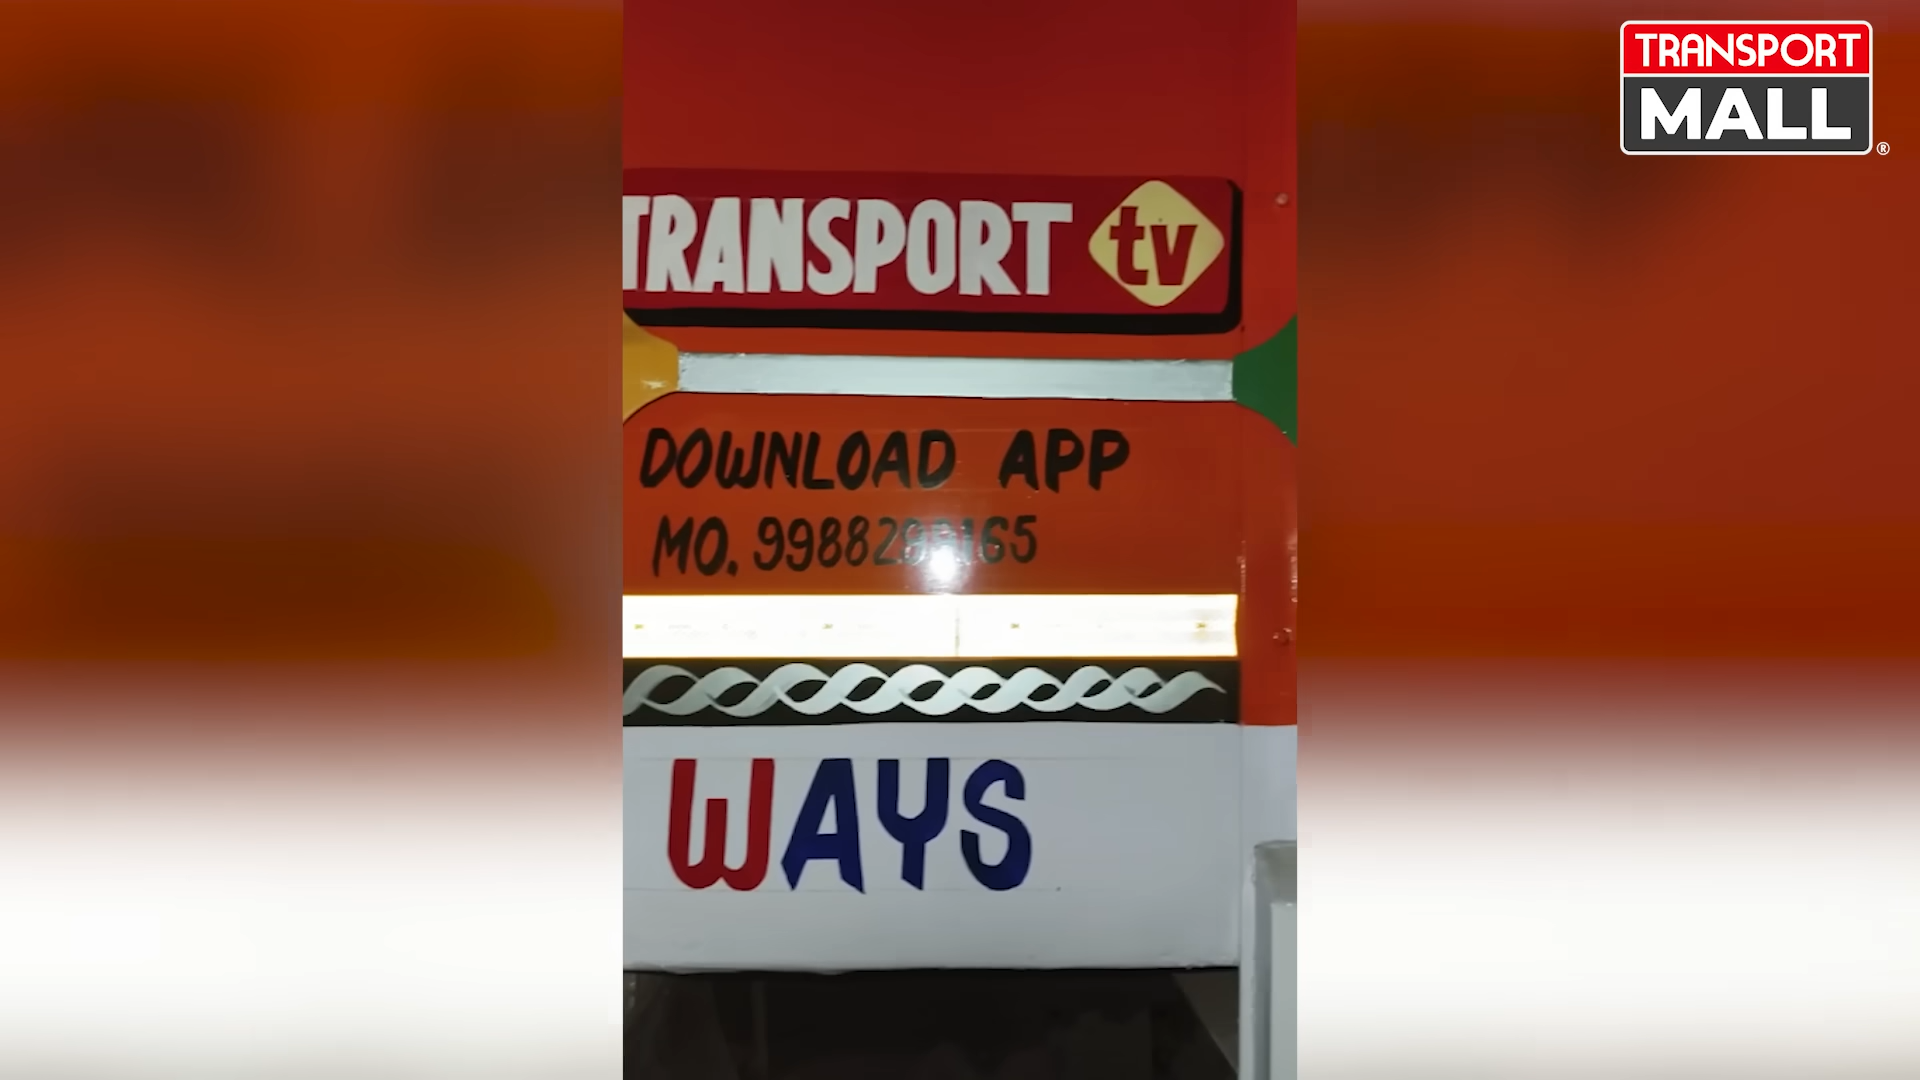 TRANSPORT
MALL
®
TRANSPORT tv
DOWNLOAD APP
MO.
WAYS